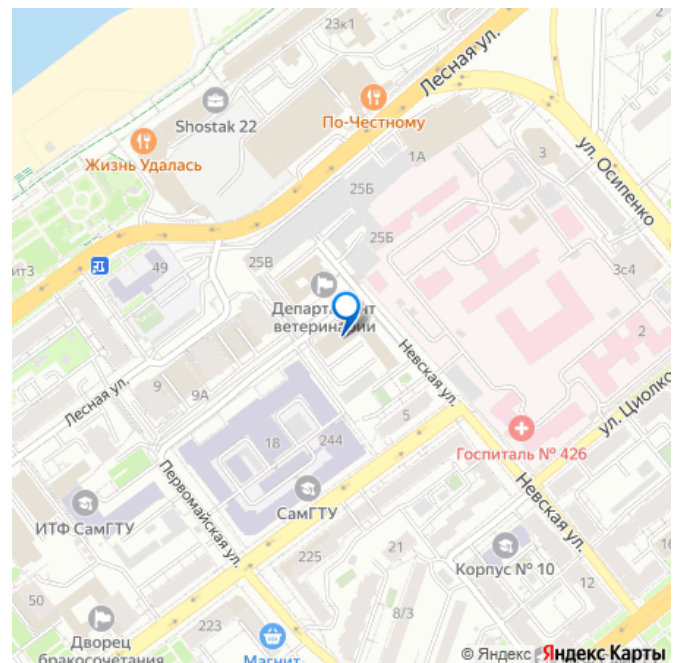 23к1
2
Лесная ул.
Shostak 22
По-Честному
Жизнь Удалась
1А
3
ул. Осипенко
25Б
25Б
ит3
49
25В
3с4
Департамент
ветеринарии
2
Невская ул.
9
9А
Лесная ул.
5
ул. Циолко
18
244
Госпиталь № 426
Первомайская ул.
СамГТУ
ИТФ СамГТУ
Невская ул.
225
21
Корпус № 10
16
12
50
8/3
223
Дворец
бракосочетания
Магнит
© Яндекс
Яндекс Карты